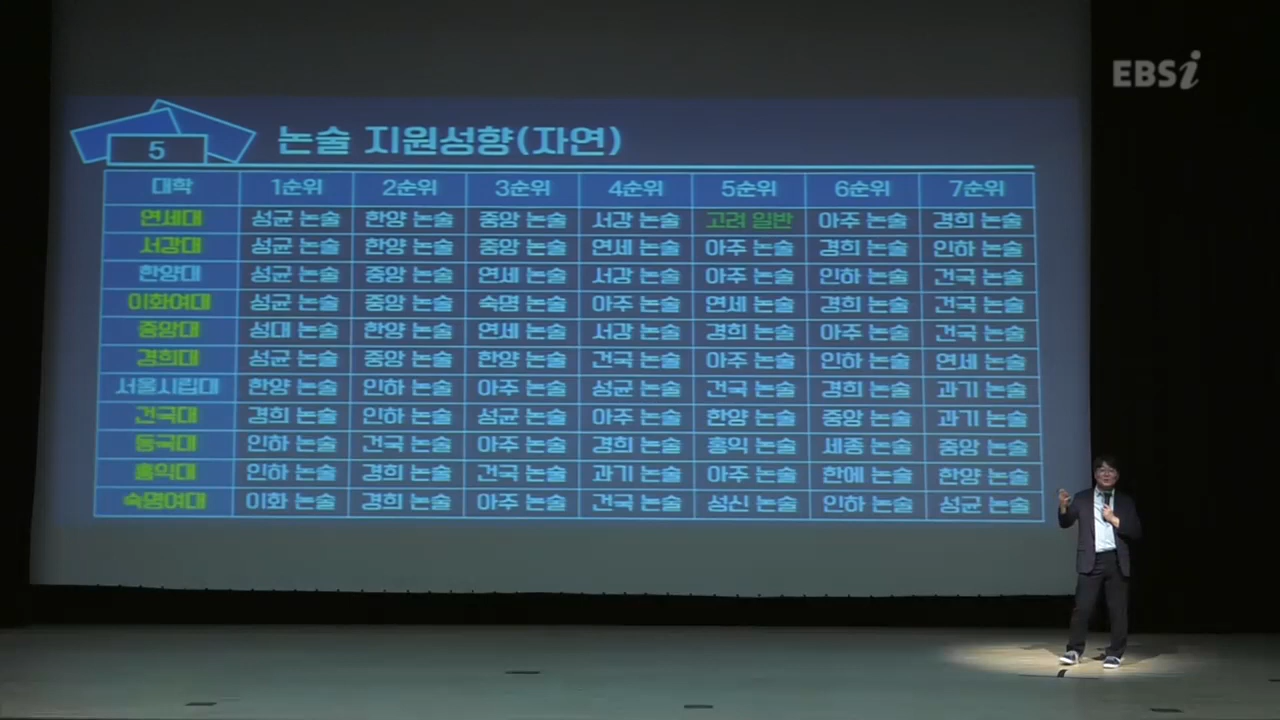 EBSi
5 논술 지원성향(자연)
대학 1순위 2순위 3순위 4순위 5순위 6순위 7순위
연세대 성균 논술 한양 논술 중앙 논술 서강 논술 고려 일반 아주 논술 경희 논술
서강대 성균 논술 한양 논술 중앙 논술 연세 논술 아주 논술 경희 논술 인하 논술
한양대 성균 논술 중앙 논술 연세 논술 서강 논술 아주 논술 인하 논술 건국 논술
이화여대 성균 논술 중앙 논술 숙명 논술 아주 논술 연세 논술 경희 논술 건국 논술
중앙대 성대 논술 한양 논술 연세 논술 서강 논술 경희 논술 아주 논술 건국 논술
경희대 성균 논술 중앙 논술 한양 논술 건국 논술 아주 논술 인하 논술 연세 논술
서울시립대 한양 논술 인하 논술 아주 논술 성균 논술 건국 논술 경희 논술 과기 논술
건국대 경희 논술 인하 논술 성균 논술 아주 논술 한양 논술 중앙 논술 과기 논술
동국대 인하 논술 건국 논술 아주 논술 경희 논술 홍익 논술 세종 논술 중앙 논술
홍익대 인하 논술 경희 논술 건국 논술 과기 논술 아주 논술 한에 논술 한양 논술
숙명여대 이화 논술 경희 논술 아주 논술 건국 논술 성신 논술 인하 논술 성균 논술